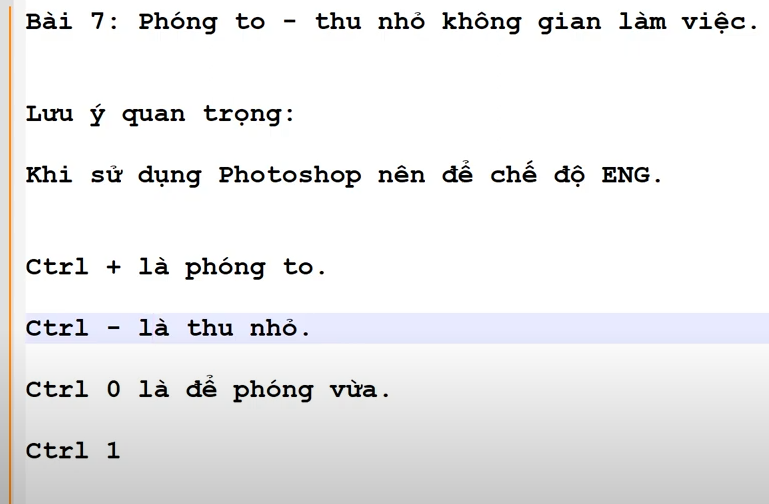 Bài 7: Phóng to - thu nhỏ không gian làm việc.
Lưu ý quan trọng:
Khi sử dụng Photoshop nên để chế độ ENG.
Ctrl + là phóng to.
Ctrl - là thu nhỏ.
Ctrl 0 là để phóng vừa.
Ctrl 1